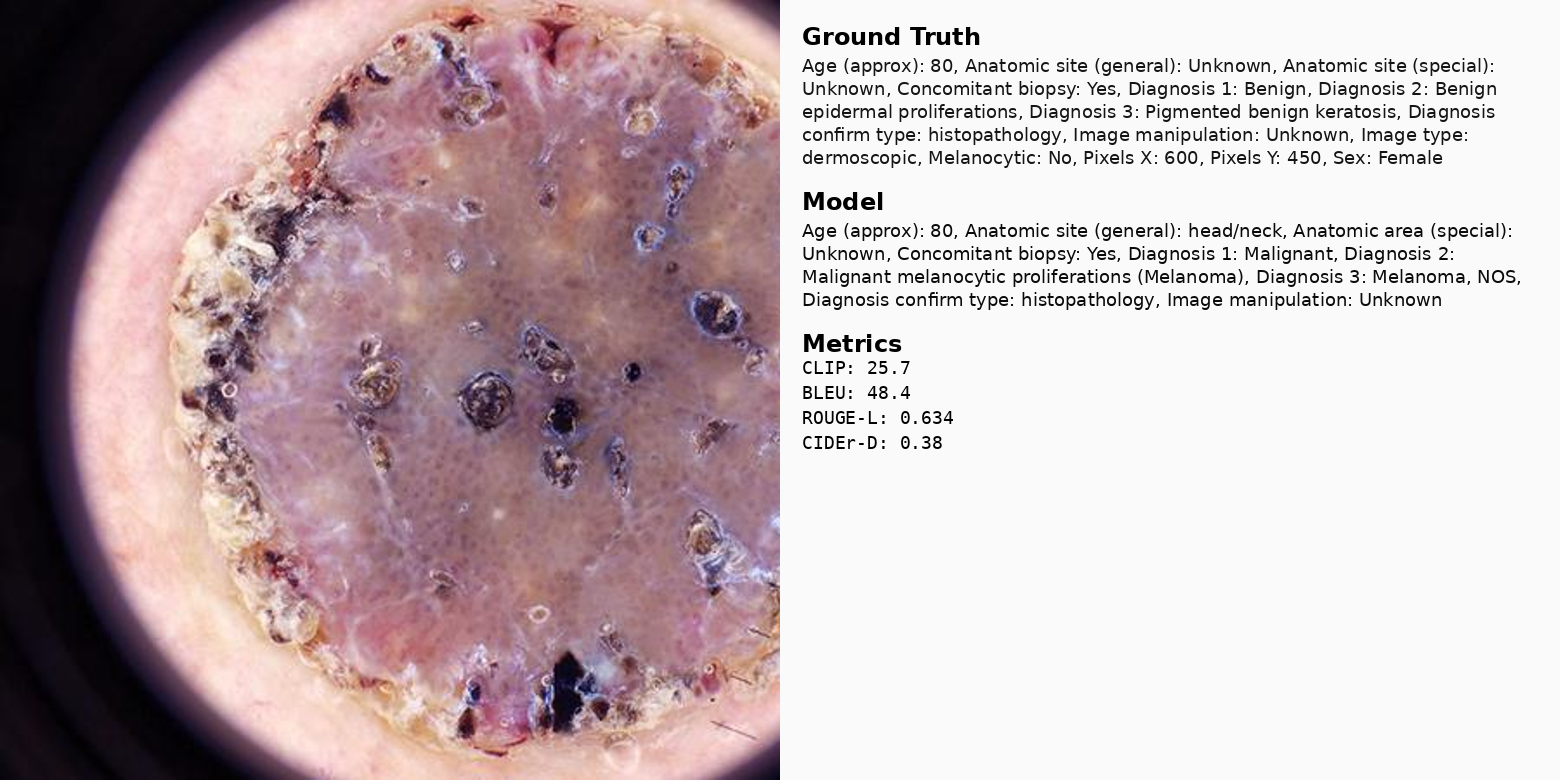 Ground Truth
Age (approx): 80, Anatomic site (general): Unknown, Anatomic site (special):
Unknown, Concomitant biopsy: Yes, Diagnosis 1: Benign, Diagnosis 2: Benign
epidermal proliferations, Diagnosis 3: Pigmented benign keratosis, Diagnosis
confirm type: histopathology, Image manipulation: Unknown, Image type:
dermoscopic, Melanocytic: No, Pixels X: 600, Pixels Y: 450, Sex: Female
Model
Age (approx): 80, Anatomic site (general): head/neck, Anatomic area (special):
Unknown, Concomitant biopsy: Yes, Diagnosis 1: Malignant, Diagnosis 2:
Malignant melanocytic proliferations (Melanoma), Diagnosis 3: Melanoma, NOS,
Diagnosis confirm type: histopathology, Image manipulation: Unknown
Metrics
CLIP: 25.7
BLEU: 48.4
ROUGE-L: 0.634
CIDEr-D: 0.38